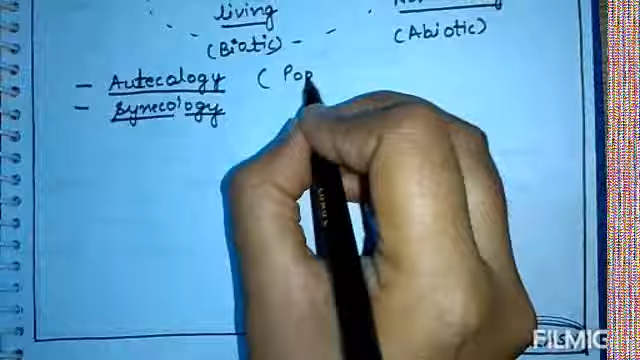 living
(Biotic) -
(Abiotic)
- Autecology ( Pop
- Synecology
FILMIG